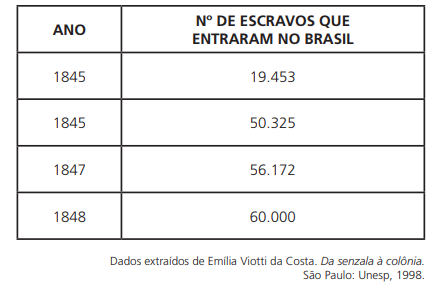 ANO
Nº DE ESCRAVOS QUE
ENTRARAM NO BRASIL
1845
19.453
1845
50.325
1847
56.172
1848
60.000
Dados extraídos de Emília Viotti da Costa. Da senzala à colônia.
São Paulo: Unesp, 1998.